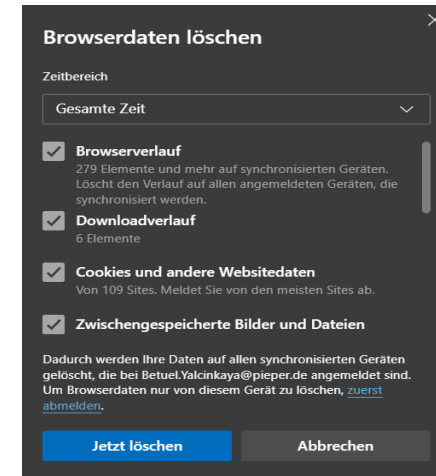 Browserdaten löschen
Zeitbereich
Gesamte Zeit
Browserverlauf
279 Elemente und mehr auf synchronisierten Geräten.
Löscht den Verlauf auf allen angemeldeten Geräten, die
synchronisiert werden.
Downloadverlauf
6 Elemente
Cookies und andere Websitedaten
Von 109 Sites. Meldet Sie von den meisten Sites ab.
Zwischengespeicherte Bilder und Dateien
Dadurch werden Ihre Daten auf allen synchronisierten Geräten
gelöscht, die bei Betuel.Yalcinkaya@pieper.de angemeldet sind.
Um Browserdaten nur von diesem Gerät zu löschen, zuerst
abmelden.
Jetzt löschen
Abbrechen